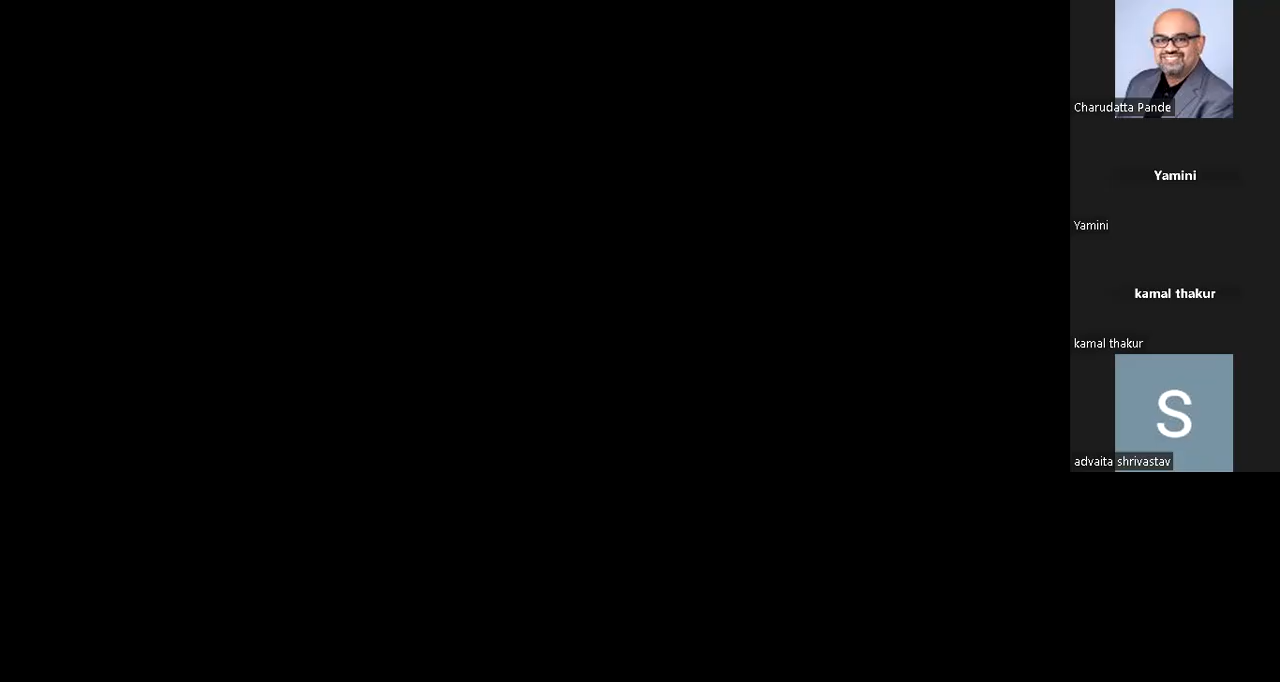 Charudatta Pande
Yamini
Yamini
kamal thakur
kamal thakur
S
advaita shrivastav